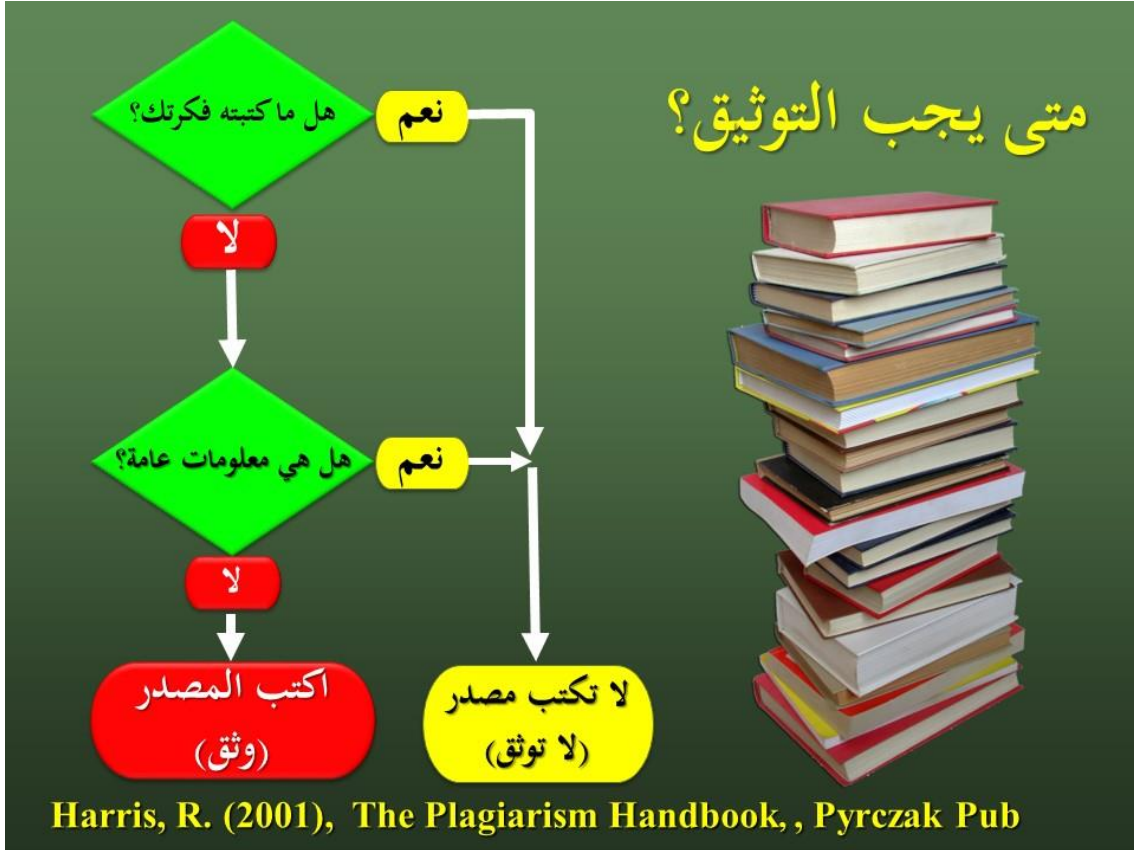 متى يجب التوثيق؟
هل ما كتبته فكرتك؟
نعم
لا
هل هي معلومات عامة؟
نعم
لا
اكتب المصدر
(وثق)
لا تكتب مصدر
(لا توثق)
Harris, R. (2001), The Plagiarism Handbook, , Pyrczak Pub